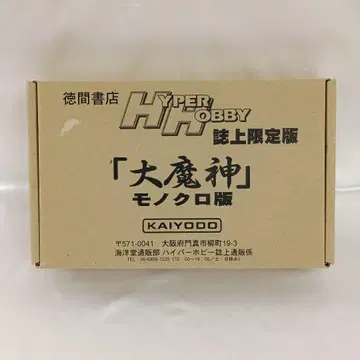 徳間書店
HYPER
HOBBY
誌上限定版
「大魔神」
モノクロ版
KAIYODO
〒571-0041 大阪府門真市柳町19-3
海洋堂通販部 ハイパーホビー誌上通販係